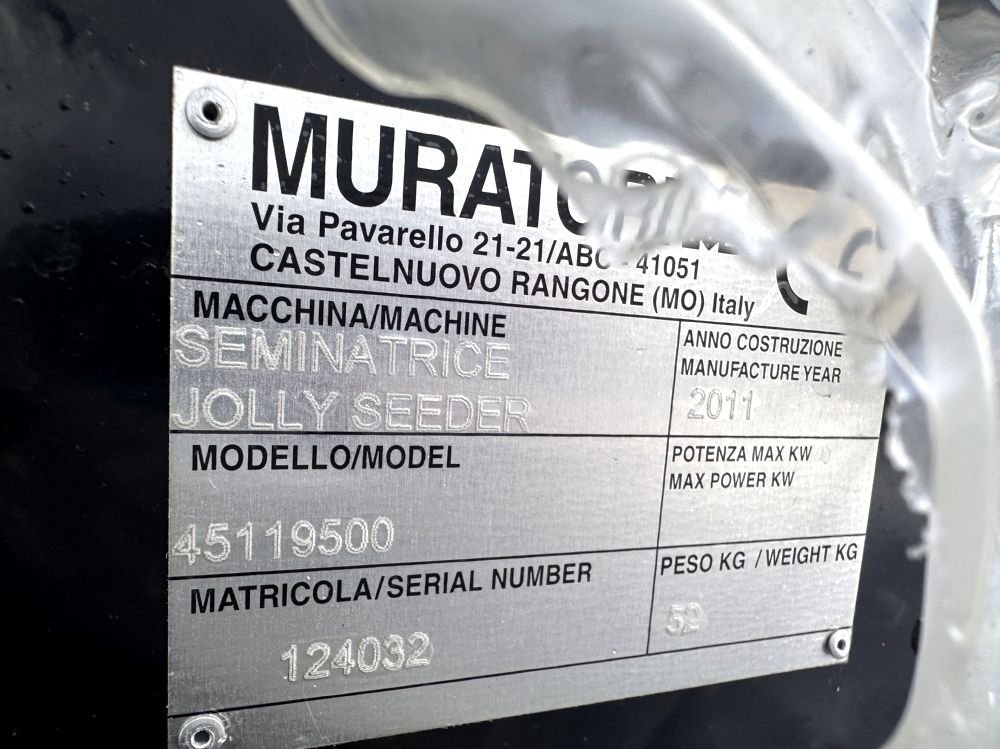 MURATORI
Via Pavarello 21-21/ABC - 41051
CASTELNUOVO RANGONE (MO) Italy
MACCHINA/MACHINE
SEMINATRICE
JOLLY SEEDER
ANNO COSTRUZIONE
MANUFACTURE YEAR
2011
MODELLO/MODEL
45119500
POTENZA MAX KW
MAX POWER KW
MATRICOLA/SERIAL NUMBER
124032
PESO KG / WEIGHT KG
52